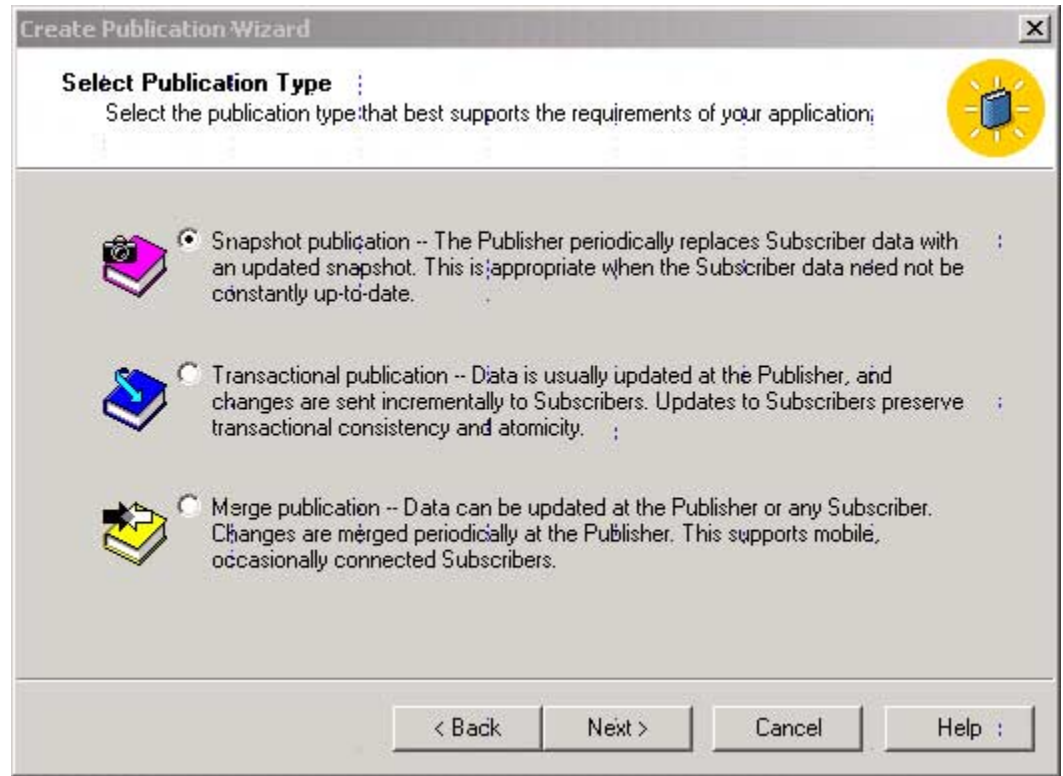 Create Publication Wizard
Select Publication Type
Select the publication type that best supports the requirements of your application.
Snapshot publication -- The Publisher periodically replaces Subscriber data with
an updated snapshot. This is appropriate when the Subscriber data need not be
constantly up-to-date.
Transactional publication -- Data is usually updated at the Publisher, and
changes are sent incrementally to Subscribers. Updates to Subscribers preserve
transactional consistency and atomicity.
Merge publication -- Data can be updated at the Publisher or any Subscriber.
Changes are merged periodically at the Publisher. This supports mobile,
occasionally connected Subscribers.
< Back Next > Cancel Help